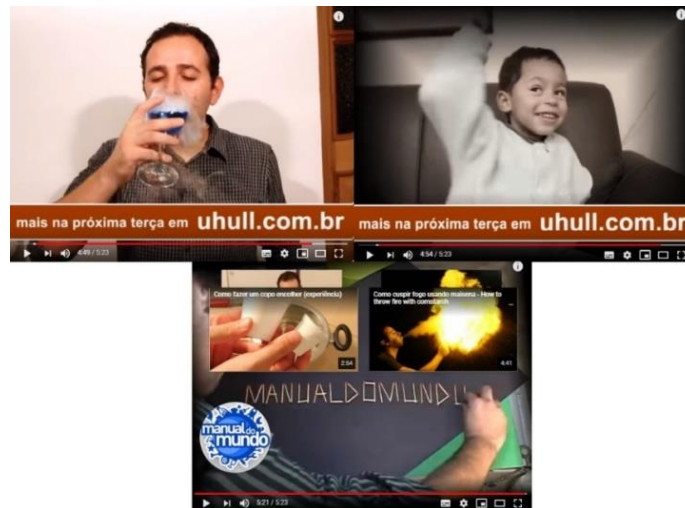 mais na próxima terça em uhull.com.br
4:49 / 5:23
mais na próxima terça em uhull.com.br
4:54 / 5:23
Como fazer um copo encolher (experiência)
2:54
Como cuspir fogo usando maisena - How to
throw fire with cornstarch
4:41
MANUALDOMUNDU
manual do
mundo
5:21 / 5:23